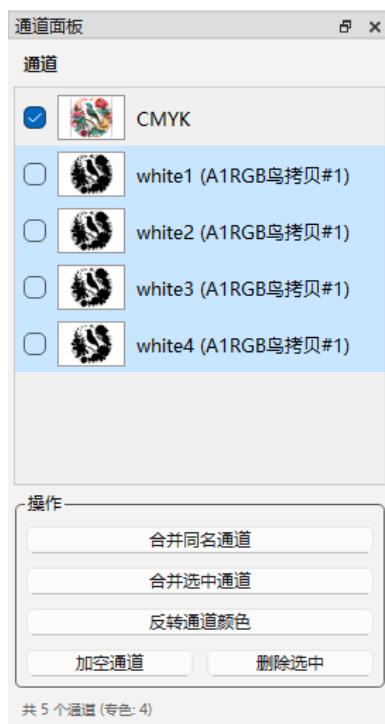 通道面板
通道
CMYK
white1 (A1RGB鸟拷贝#1)
white2 (A1RGB鸟拷贝#1)
white3 (A1RGB鸟拷贝#1)
white4 (A1RGB鸟拷贝#1)
操作
合并同名通道
合并选中通道
反转通道颜色
加空通道 删除选中
共 5 个通道 (专色: 4)